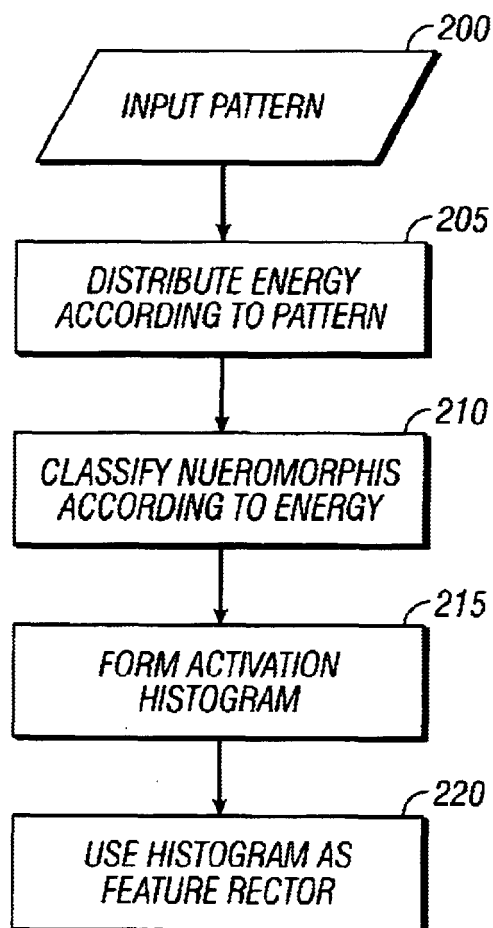 200
INPUT PATTERN
205
DISTRIBUTE ENERGY
ACCORDING TO PATTERN
210
CLASSIFY NUEROMORPHIS
ACCORDING TO ENERGY
215
FORM ACTIVATION
HISTOGRAM
220
USE HISTOGRAM AS
FEATURE RECTOR